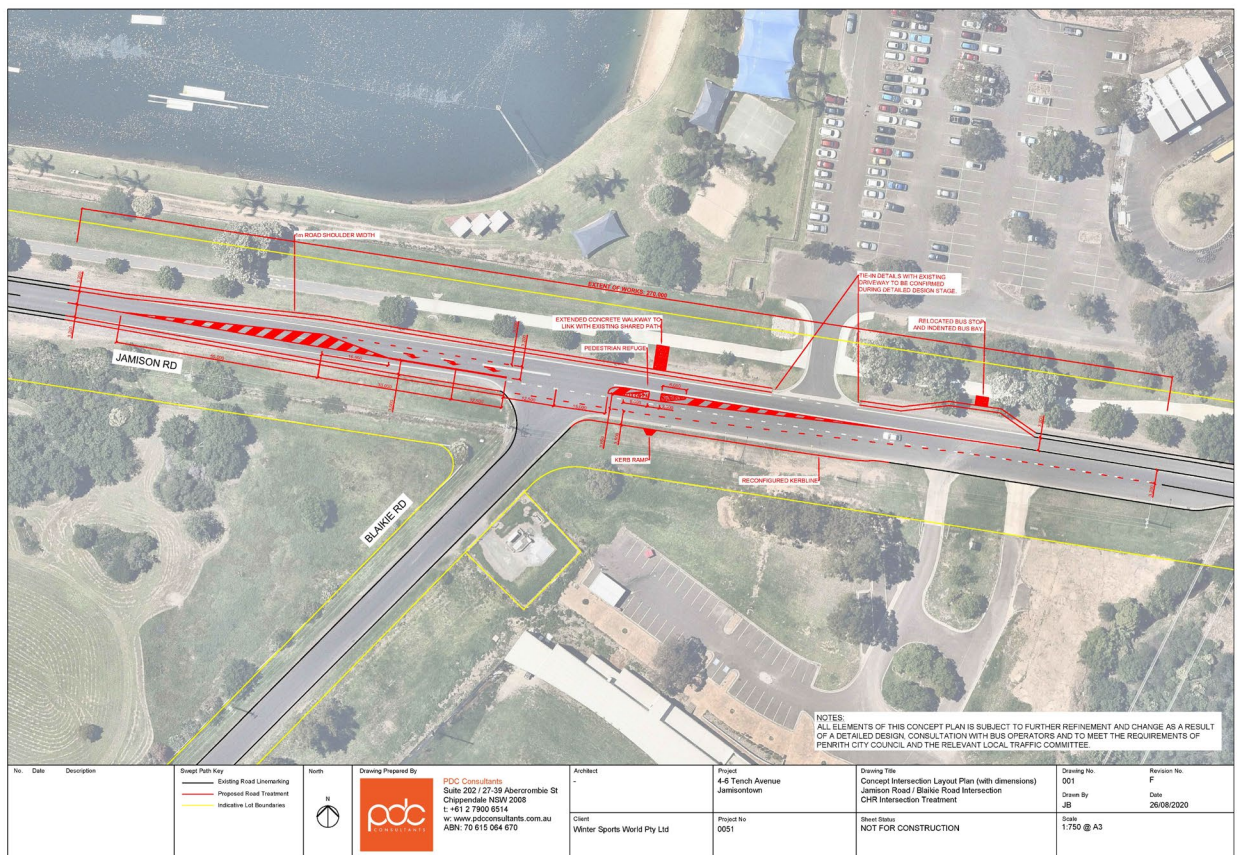 4m ROAD SHOULDER WIDTH
EXTENT OF WORKS: 270.000
TIE-IN DETAILS WITH EXISTING
DRIVEWAY TO BE CONFIRMED
DURING DETAILED DESIGN STAGE.
EXTENDED CONCRETE WALKWAY TO
LINK WITH EXISTING SHARED PATH
RELOCATED BUS STOP
AND INDENTED BUS BAY.
PEDESTRIAN REFUGE
JAMISON RD
KERB RAMP
RECONFIGURED KERBLINE
BLAIKIE RD
NOTES:
ALL ELEMENTS OF THIS CONCEPT PLAN IS SUBJECT TO FURTHER REFINEMENT AND CHANGE AS A RESULT
OF A DETAILED DESIGN, CONSULTATION WITH BUS OPERATORS AND TO MEET THE REQUIREMENTS OF
PENRITH CITY COUNCIL AND THE RELEVANT LOCAL TRAFFIC COMMITTEE.
No. Date Description
Swept Path Key
Existing Road Linemarking
Proposed Road Treatment
Indicative Lot Boundaries
North
N
Drawing Prepared By
pdc
CONSULTANTS
PDC Consultants
Suite 202 / 27-39 Abercrombie St
Chippendale NSW 2008
t: +61 2 7900 6514
w: www.pdcconsultants.com.au
ABN: 70 615 064 670
Architect
-
Client
Winter Sports World Pty Ltd
Project
4-6 Tench Avenue
Jamisontown
Project No
0051
Drawing Title
Concept Intersection Layout Plan (with dimensions)
Jamison Road / Blaikie Road Intersection
CHR Intersection Treatment
Sheet Status
NOT FOR CONSTRUCTION
Drawing No.
001
Revision No.
F
Drawn By
JB
Date
26/08/2020
Scale
1:750 @ A3